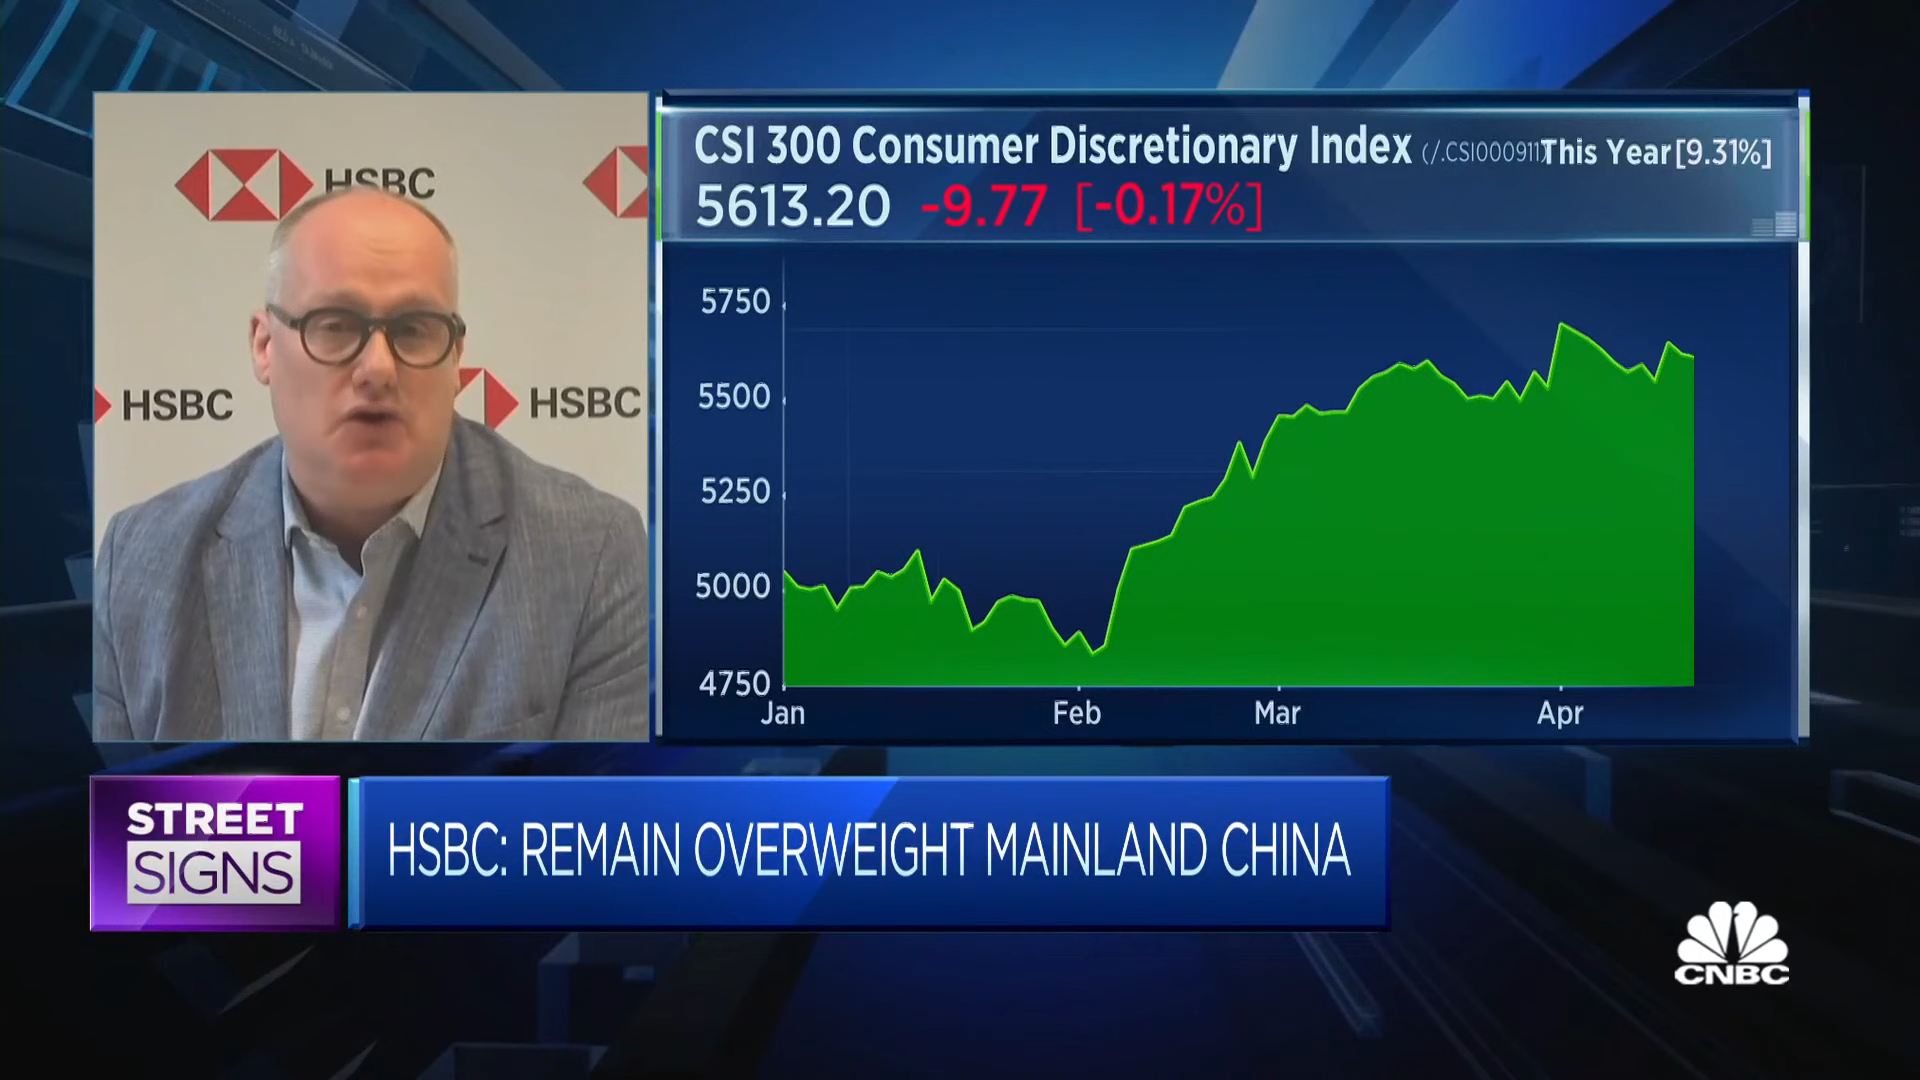 HSBC
HSBC
HSBC
CSI 300 Consumer Discretionary Index (/.CSI000911) This Year [9.31%]
5613.20 -9.77 [-0.17%]
5750
5500
5250
5000
4750
Jan Feb Mar Apr
STREET
SIGNS
HSBC: REMAIN OVERWEIGHT MAINLAND CHINA
CNBC